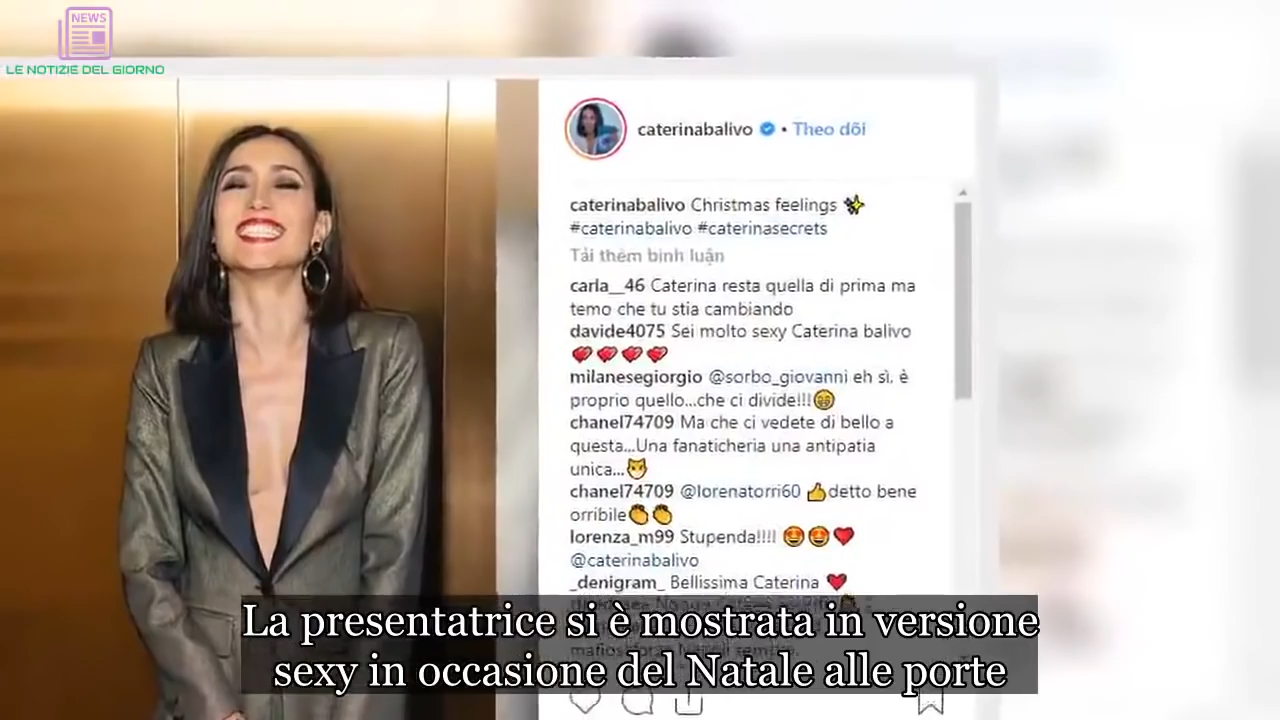 NEWS
LE NOTIZIE DEL GIORNO
caterinabalivo • Theo dõi
caterinabalivo Christmas feelings ✨
#caterinabalivo #caterinasecrets
Tải thêm bình luận
carla__46 Caterina resta quella di prima ma
temo che tu stia cambiando
davide4075 Sei molto sexy Caterina balivo
💕💕💕💕
milanesegiorgio @sorbo_giovanni eh sì, è
proprio quello...che ci divide!!!😁
chanel74709 Ma che ci vedete di bello a
questa...Una fanaticheria una antipatia
unica...😼
chanel74709 @lorenatorri60 👍detto bene
orribile👏👏
lorenza_m99 Stupenda!!!! 😍😍❤️
@caterinabalivo
_denigram_ Bellissima Caterina ❤️
La presentatrice si è mostrata in versione
sexy in occasione del Natale alle porte